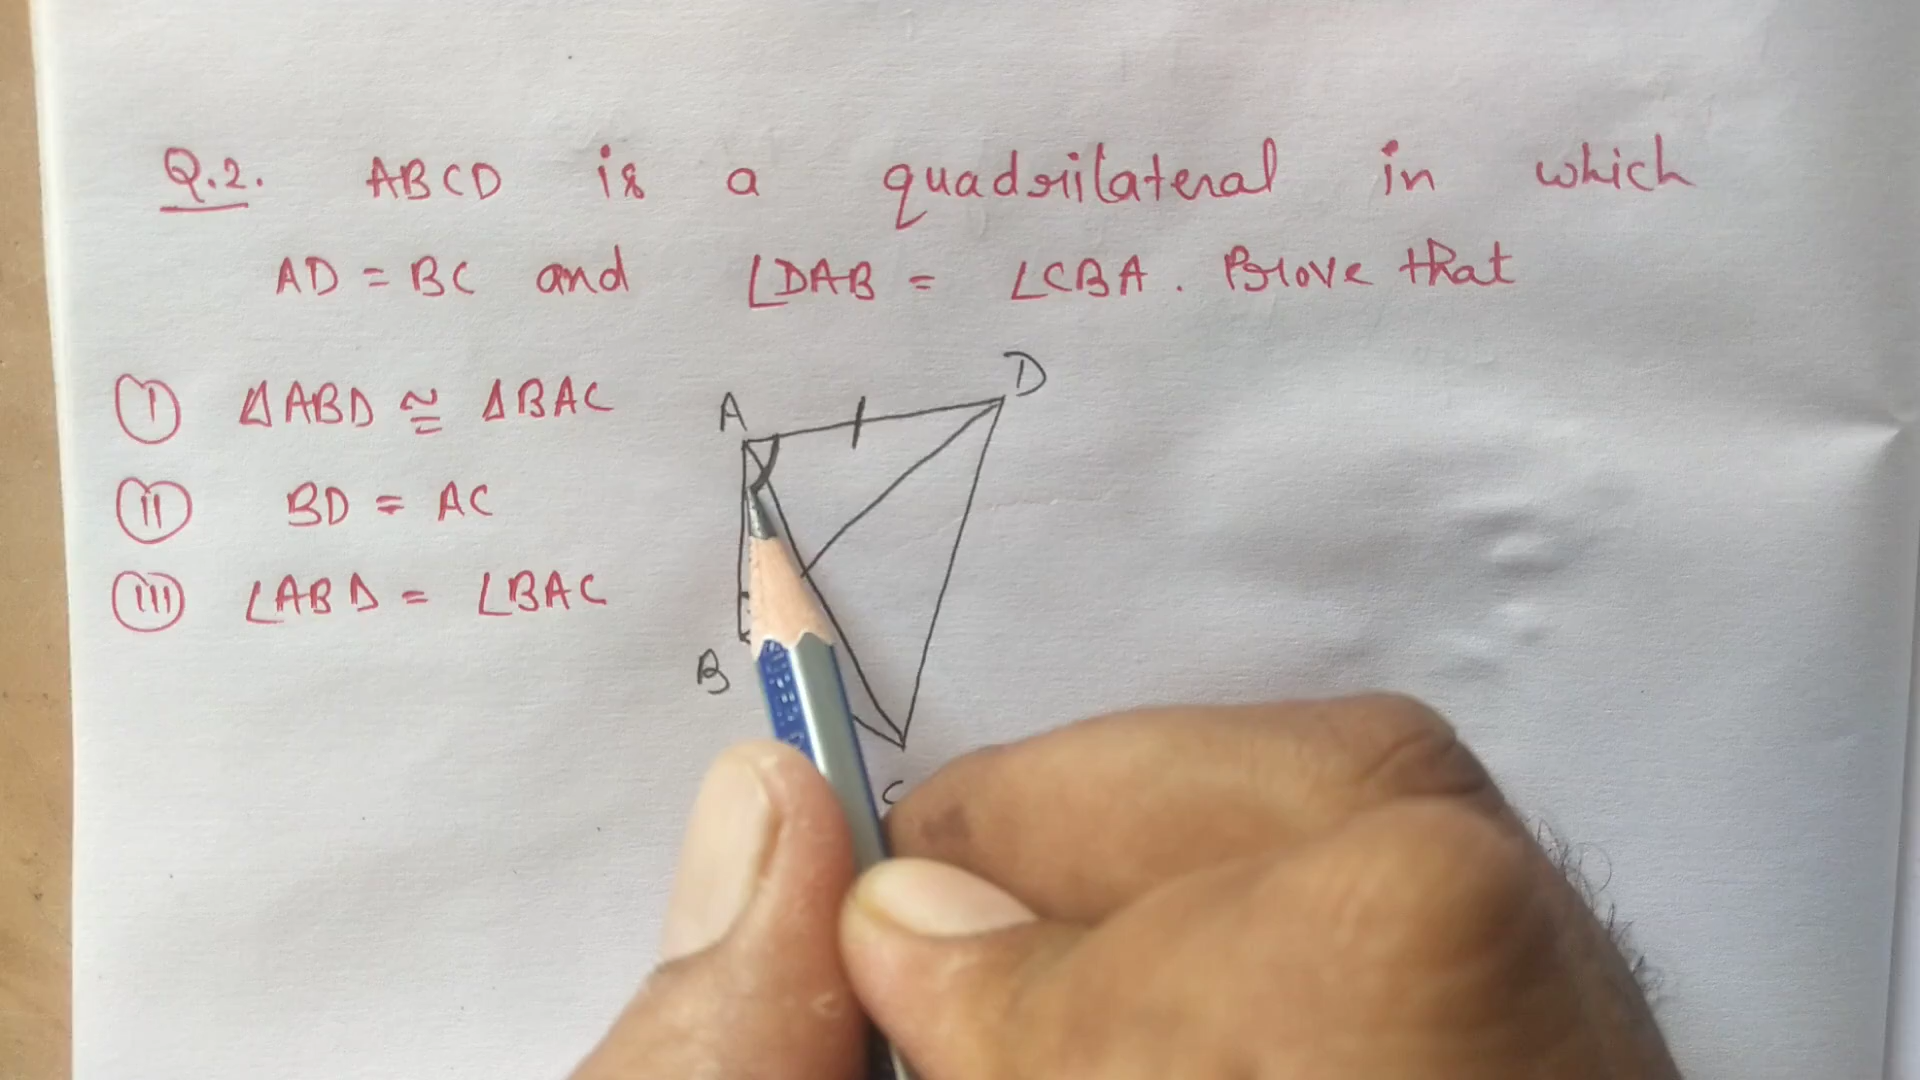 Q.2. ABCD is a quadrilateral in which
AD = BC and ∠DAB = ∠CBA. Prove that
(I) ΔABD ≅ ΔBAC
(II) BD = AC
(III) ∠ABD = ∠BAC
D
A
B
C